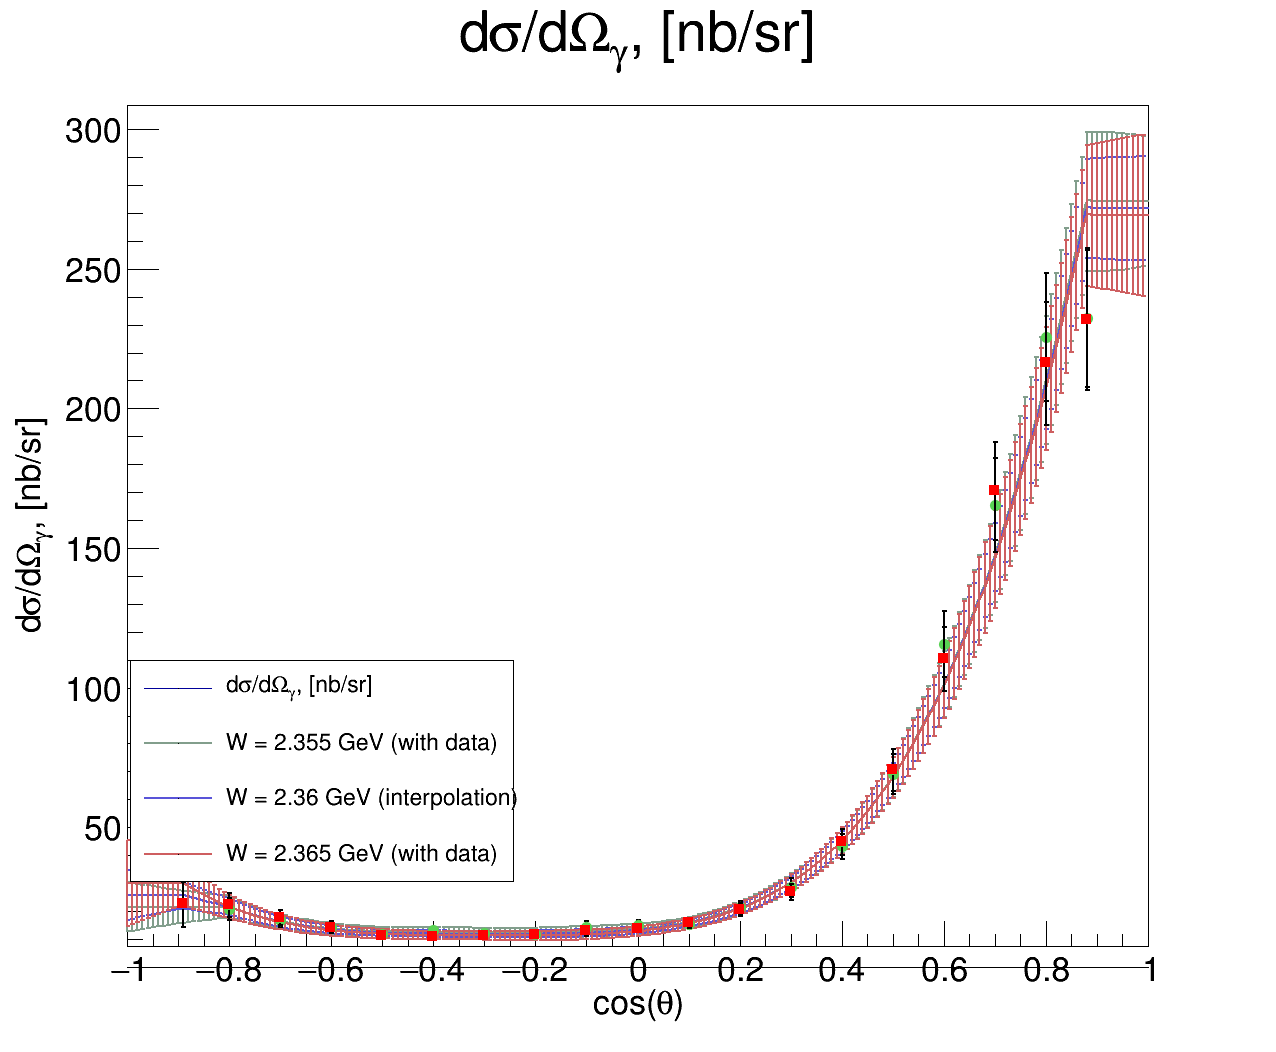 dσ/dΩγ, [nb/sr]
300
250
200
150
100
50
dσ/dΩγ, [nb/sr]
dσ/dΩγ, [nb/sr]
W = 2.355 GeV (with data)
W = 2.36 GeV (interpolation)
W = 2.365 GeV (with data)
−1 −0.8 −0.6 −0.4 −0.2 0 0.2 0.4 0.6 0.8 1
cos(θ)